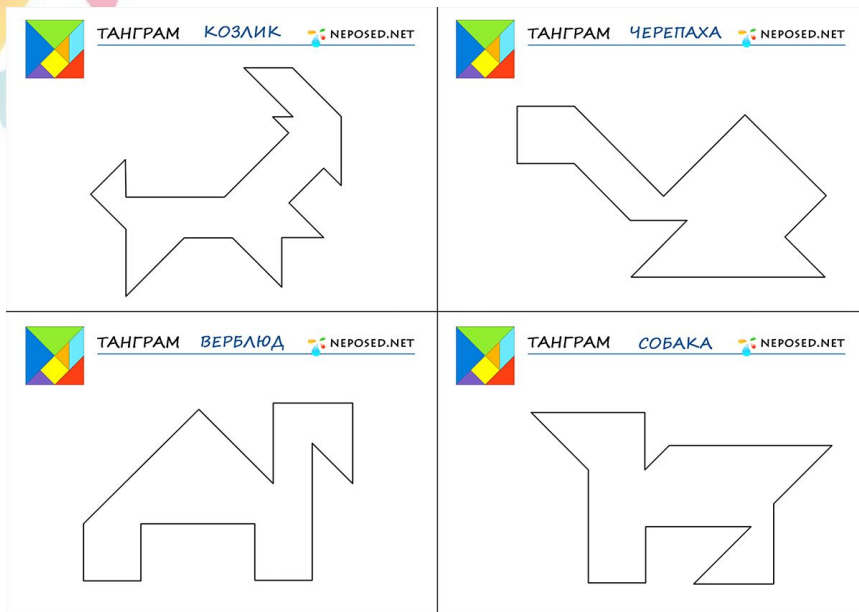 ТАНГРАМ КОЗЛИК NEPOSED.NET
ТАНГРАМ ЧЕРЕПАХА NEPOSED.NET
ТАНГРАМ ВЕРБЛЮД NEPOSED.NET
ТАНГРАМ СОБАКА NEPOSED.NET